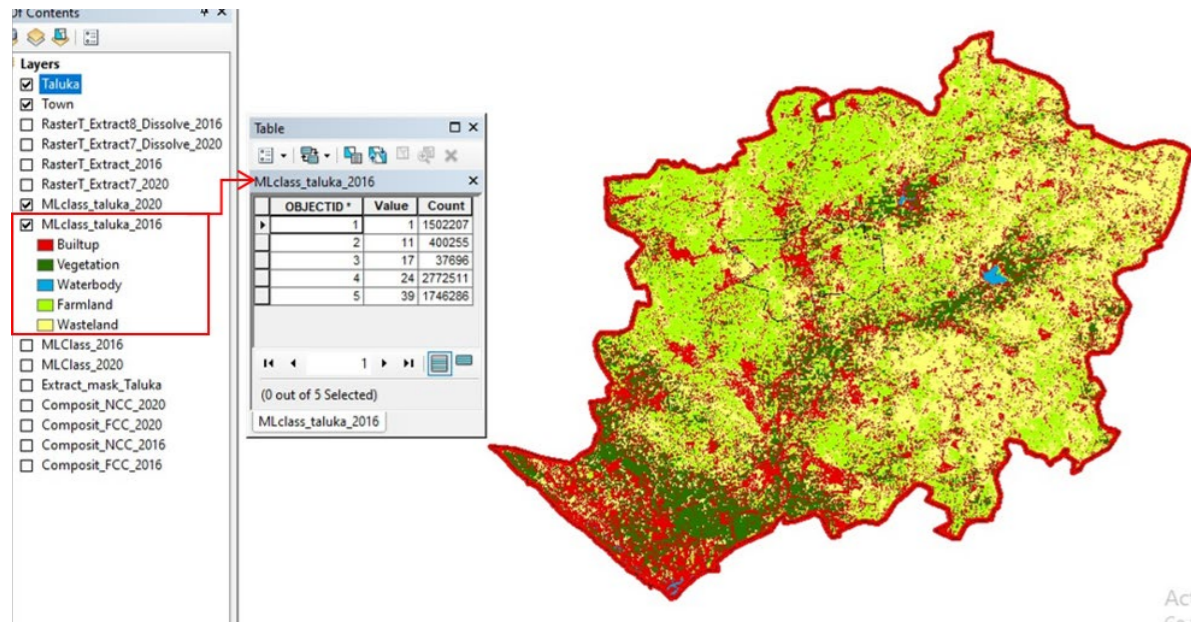 Of Contents
Layers
Taluka
Town
RasterT_Extract8_Dissolve_2016
RasterT_Extract7_Dissolve_2020
RasterT_Extract_2016
RasterT_Extract7_2020
MLclass_taluka_2020
MLclass_taluka_2016
Builtup
Vegetation
Waterbody
Farmland
Wasteland
MLClass_2016
MLClass_2020
Extract_mask_Taluka
Composit_NCC_2020
Composit_FCC_2020
Composit_NCC_2016
Composit_FCC_2016
Table
MLclass_taluka_2016
OBJECTID * Value Count
1 1 1502207
2 11 400255
3 17 37696
4 24 2772511
5 39 1746286
1
(0 out of 5 Selected)
MLclass_taluka_2016
Act